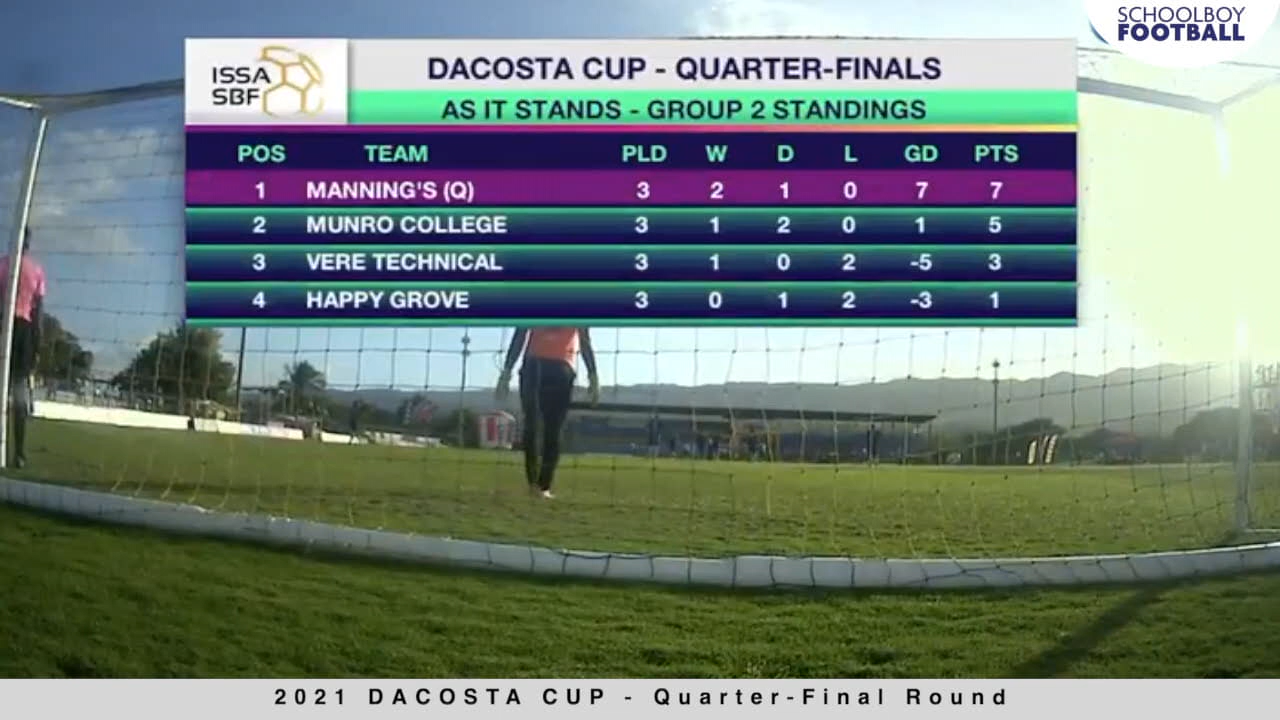 SCHOOLBOY
FOOTBALL
ISSA
SBF
DACOSTA CUP - QUARTER-FINALS
AS IT STANDS - GROUP 2 STANDINGS
POS TEAM PLD W D L GD PTS
1 MANNING'S (Q) 3 2 1 0 7 7
2 MUNRO COLLEGE 3 1 2 0 1 5
3 VERE TECHNICAL 3 1 0 2 -5 3
4 HAPPY GROVE 3 0 1 2 -3 1
2021 DACOSTA CUP - Quarter-Final Round